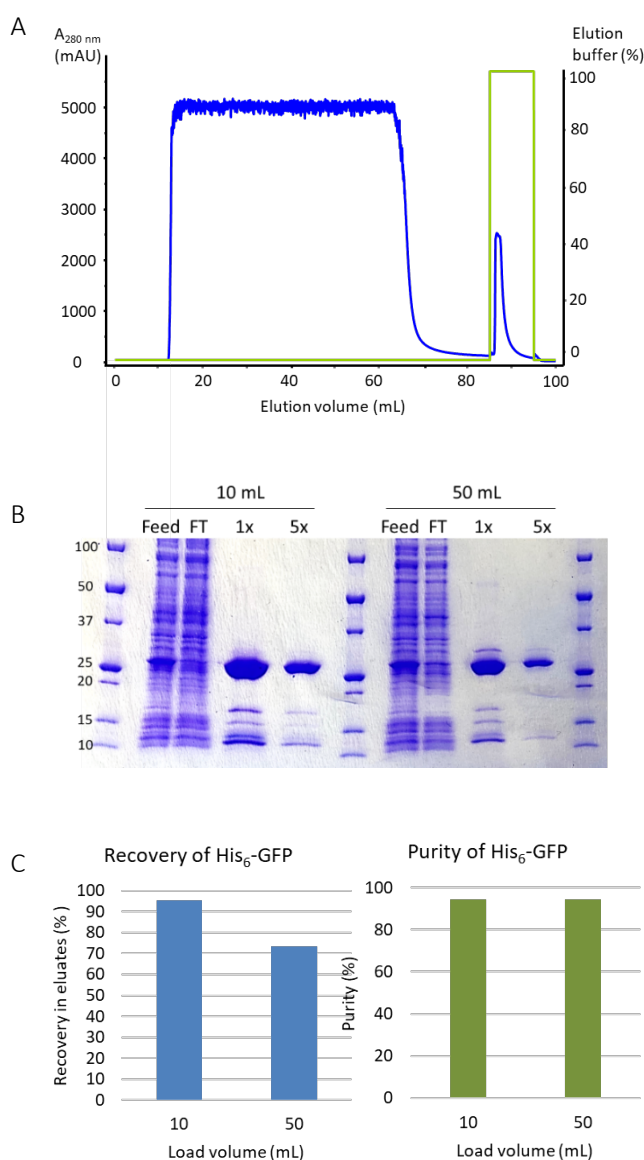 A
A280 nm
(mAU)
Elution
buffer (%)
5000
4000
3000
2000
1000
0
100
80
60
40
20
0
0 20 40 60 80 100
Elution volume (mL)
B
10 mL 50 mL
Feed FT 1x 5x Feed FT 1x 5x
100
50
37
25
20
15
10
C
Recovery of His6-GFP
Recovery in eluates (% )
100
90
80
70
60
50
40
30
20
10
0
10 50
Load volume (mL)
Purity of His6-GFP
Purity (%)
100
80
60
40
20
0
10 50
Load volume (mL)